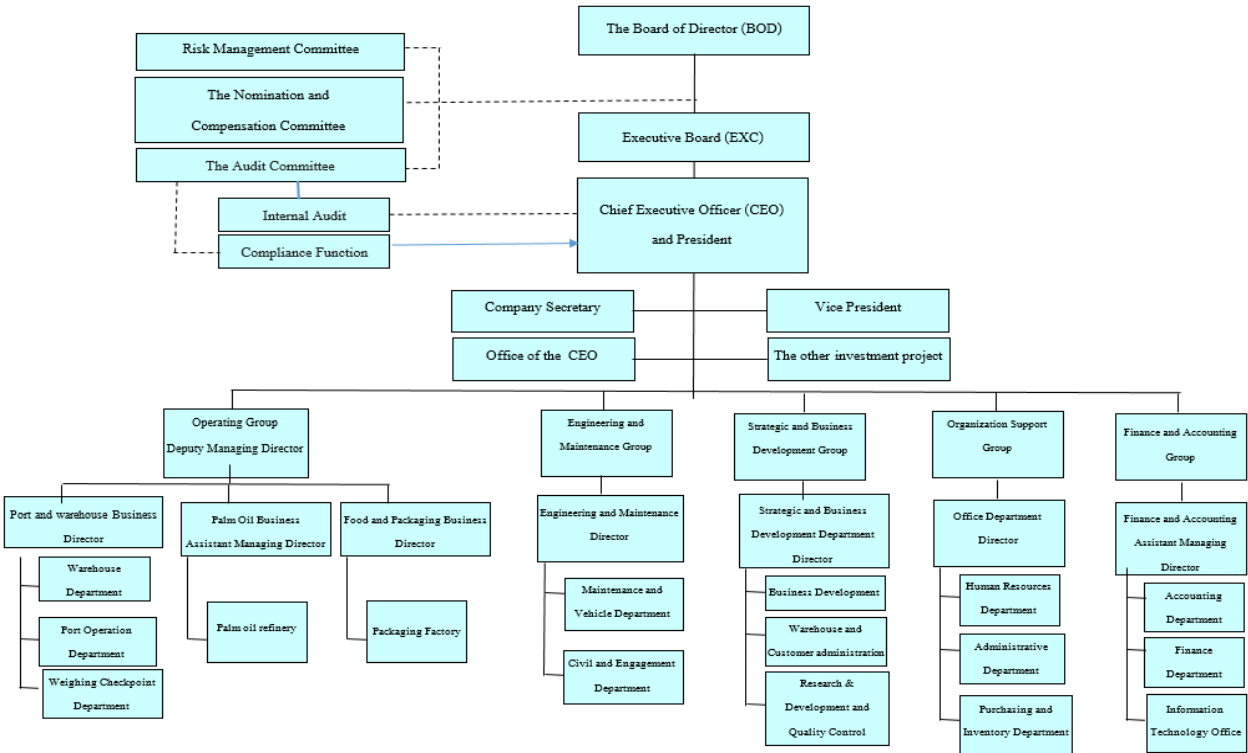 The Board of Director (BOD)
Risk Management Committee
The Nomination and
Compensation Committee
Executive Board (EXC)
The Audit Committee
Chief Executive Officer (CEO)
and President
Internal Audit
Compliance Function
Company Secretary
Vice President
Office of the CEO
The other investment project
Operating Group
Deputy Managing Director
Engineering and
Maintenance Group
Strategic and Business
Development Group
Organization Support
Group
Finance and Accounting
Group
Port and warehouse Business
Director
Palm Oil Business
Assistant Managing Director
Food and Packaging Business
Director
Engineering and Maintenance
Director
Strategic and Business
Development Department
Director
Office Department
Director
Finance and Accounting
Assistant Managing
Director
Warehouse
Department
Port Operation
Department
Weighing Checkpoint
Department
Palm oil refinery
Packaging Factory
Maintenance and
Vehicle Department
Civil and Engagement
Department
Business Development
Warehouse and
Customer administration
Research &
Development and
Quality Control
Human Resources
Department
Administrative
Department
Purchasing and
Inventory Department
Accounting
Department
Finance
Department
Information
Technology Office